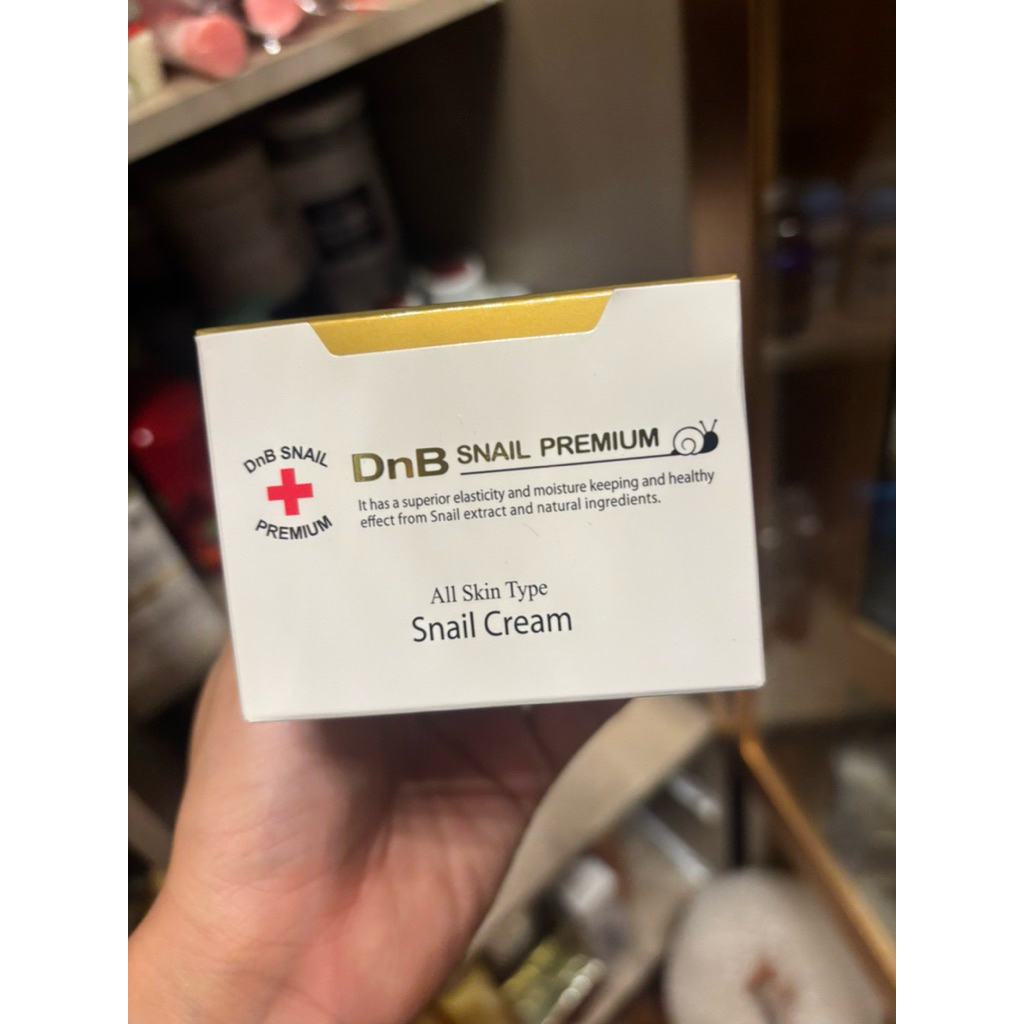 DnB SNAIL
PREMIUM
DnB SNAIL PREMIUM
It has a superior elasticity and moisture keeping and healthy
effect from Snail extract and natural ingredients.
All Skin Type
Snail Cream